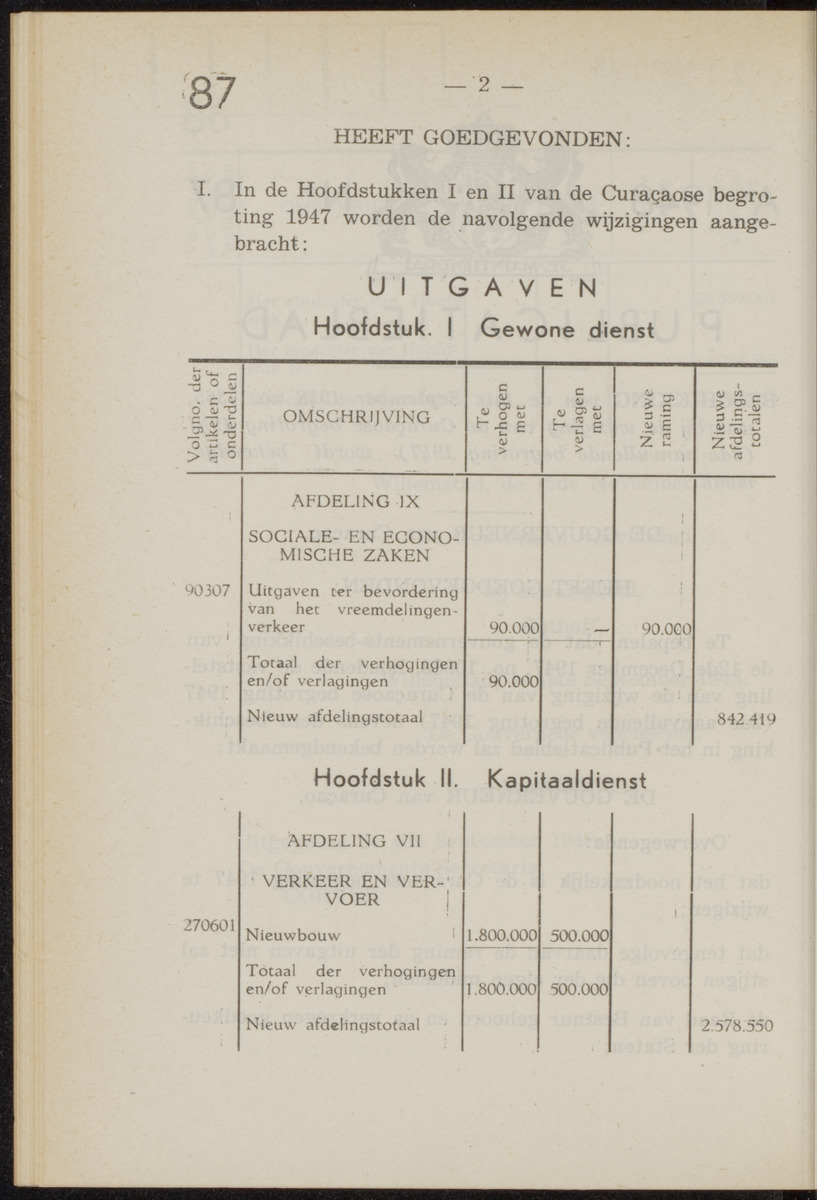 87
— 2 —
HEEFT GOEDGEVONDEN:
I. In de Hoofdstukken I en II van de Curaçaose begro-
ting 1947 worden de navolgende wijzigingen aange-
bracht:
UITGAVEN
Hoofdstuk. I Gewone dienst
Volgno. der
artikelen of
onderdelen
OMSCHRIJVING
Te
verhogen
met
Te
verlagen
met
Nieuwe
raming
Nieuwe
afdelings-
totalen
AFDELING IX
SOCIALE- EN ECONO-
MISCHE ZAKEN
90307 Uitgaven ter bevordering
van het vreemdelingen-
verkeer 90.000 — 90.000
Totaal der verhogingen
en/of verlagingen 90.000
Nieuw afdelingstotaal 842.419
Hoofdstuk II. Kapitaaldienst
AFDELING VII
VERKEER EN VER-
VOER
270601 Nieuwbouw 1.800.000 500.000
Totaal der verhogingen
en/of verlagingen 1.800.000 500.000
Nieuw afdelingstotaal 2.578.550